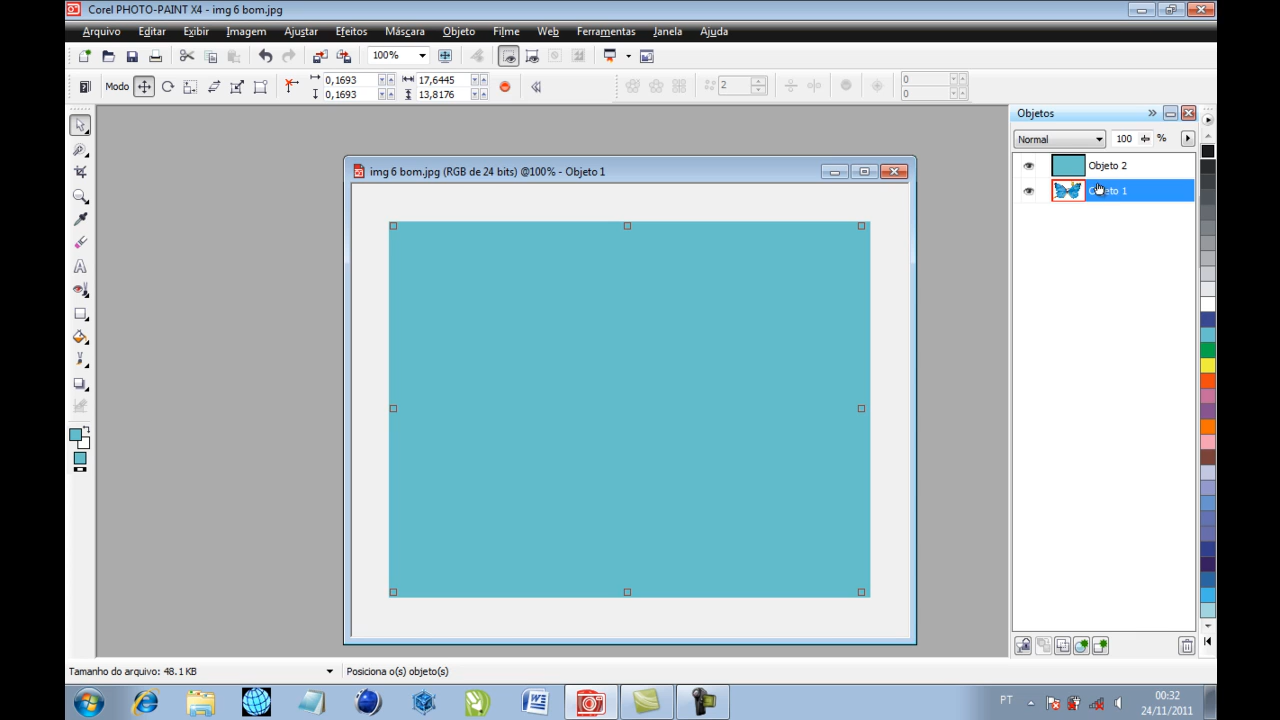 Corel PHOTO-PAINT X4 - img 6 bom.jpg
Arquivo Editar Exibir Imagem Ajustar Efeitos Máscara Objeto Filme Web Ferramentas Janela Ajuda
100%
Modo 0,1693 17,6445 2 0
0,1693 13,8176 0
Objetos
Normal 100 %
img 6 bom.jpg (RGB de 24 bits) @100% - Objeto 1
Objeto 2
Objeto 1
Tamanho do arquivo: 48.1 KB Posiciona o(s) objeto(s)
PT 00:32
24/11/2011